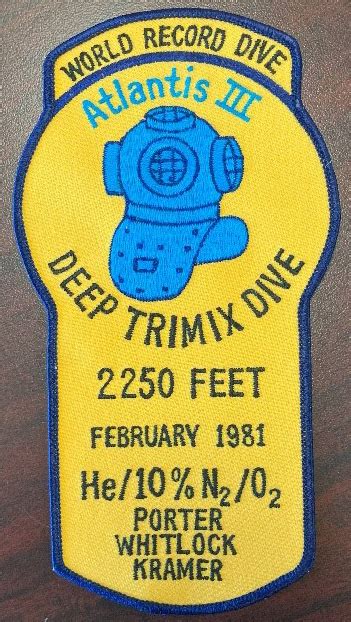 WORLD RECORD DIVE
Atlantis III
DEEP TRIMIX DIVE
2250 FEET
FEBRUARY 1981
He/10% N₂/O₂
PORTER
WHITLOCK
KRAMER